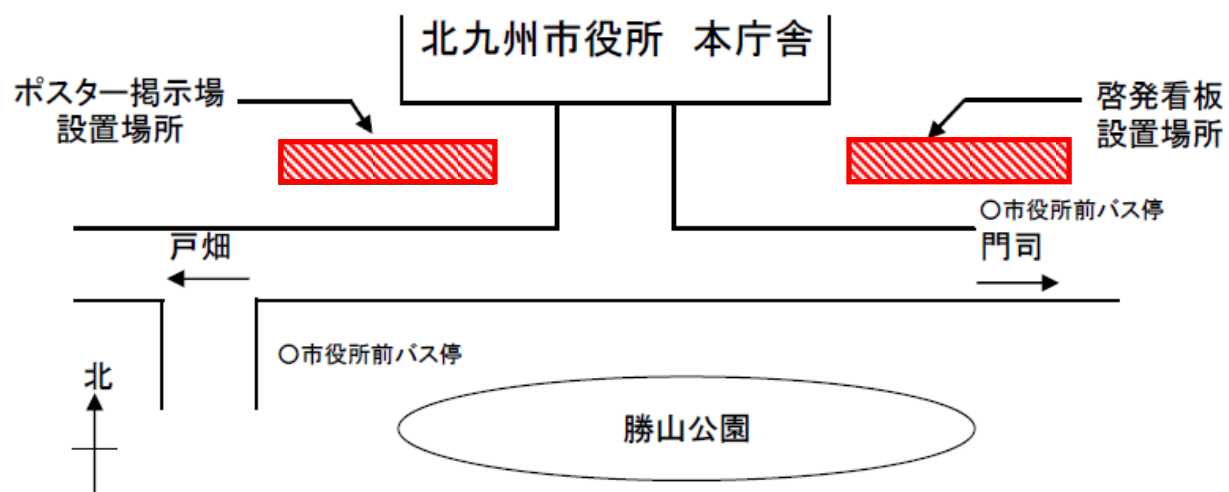 北九州市役所 本庁舎
ポスター掲示場
設置場所
啓発看板
設置場所
○市役所前バス停
戸畑
門司
○市役所前バス停
北
勝山公園